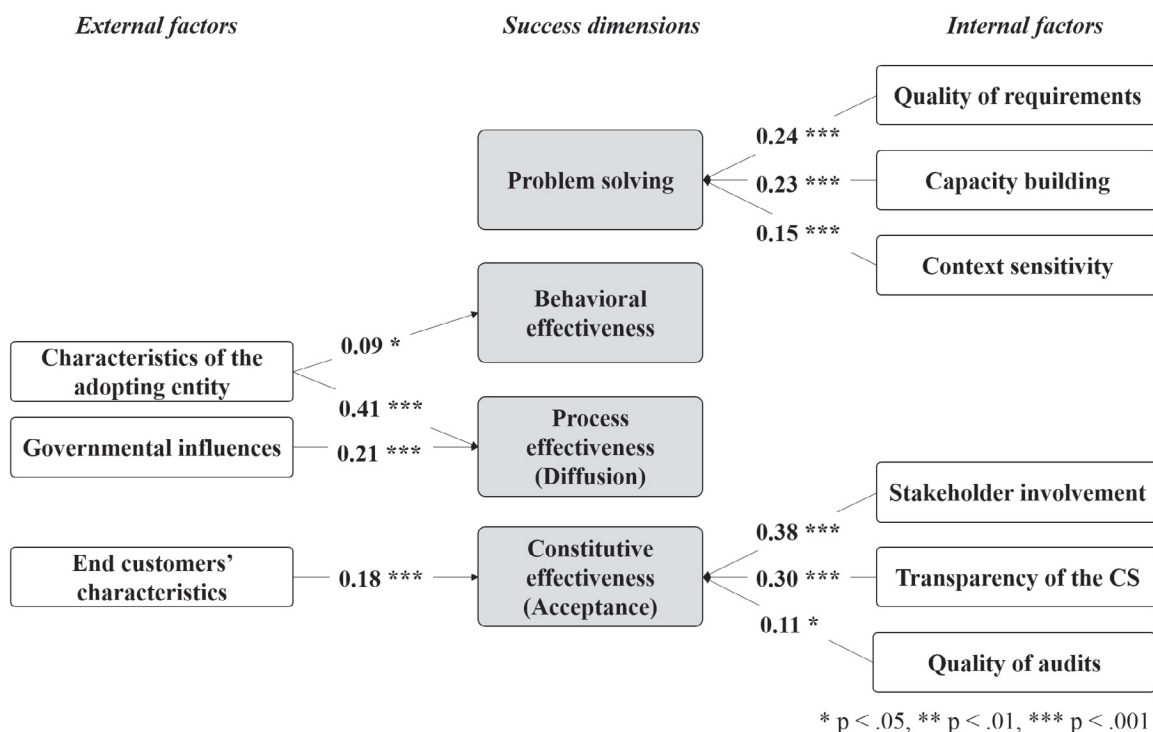 External factors
Success dimensions
Internal factors
Quality of requirements
0.24 ***
Problem solving
0.23 ***
Capacity building
0.15 ***
Context sensitivity
Behavioral
effectiveness
0.09 *
Characteristics of the
adopting entity
0.41 ***
Process
effectiveness
(Diffusion)
Governmental influences
0.21 ***
Stakeholder involvement
0.38 ***
End customers’
characteristics
0.18 ***
Constitutive
effectiveness
(Acceptance)
0.30 ***
Transparency of the CS
0.11 *
Quality of audits
* p < .05, ** p < .01, *** p < .001